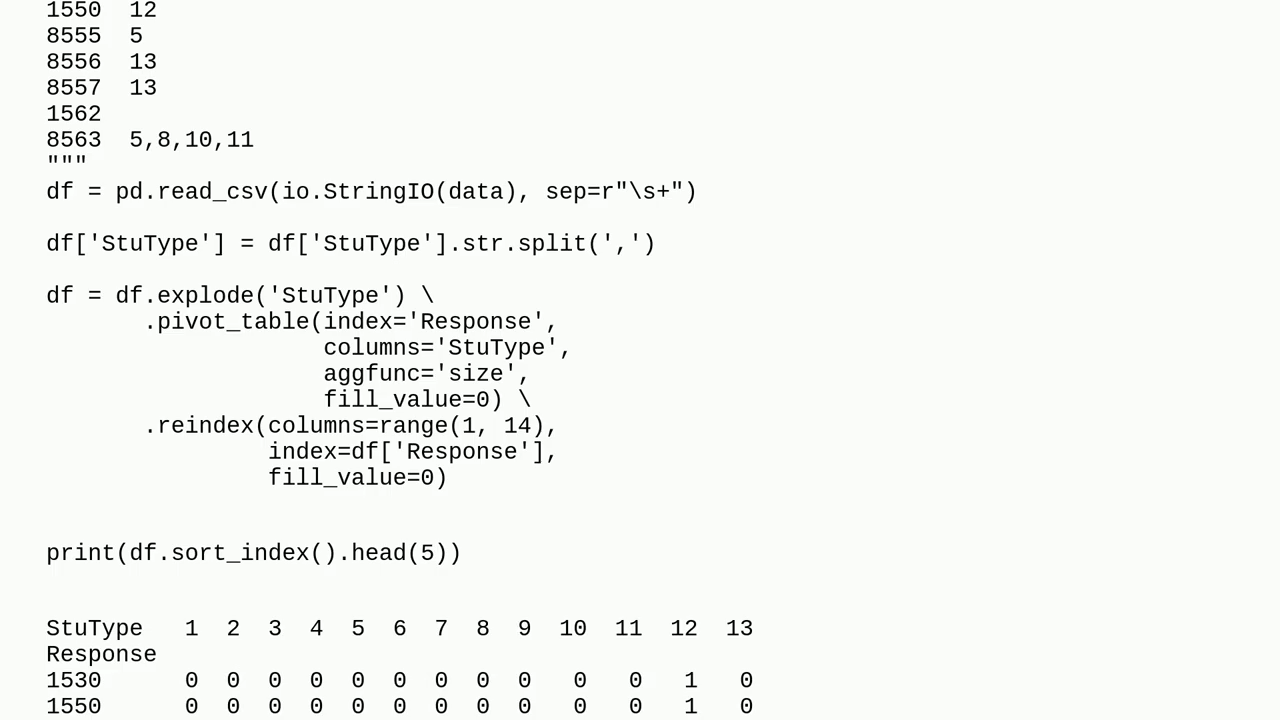 1550  12
8555  5
8556  13
8557  13
1562
8563  5,8,10,11
"""
df = pd.read_csv(io.StringIO(data), sep=r"\s+")
df['StuType'] = df['StuType'].str.split(',')
df = df.explode('StuType') \
       .pivot_table(index='Response',
                    columns='StuType',
                    aggfunc='size',
                    fill_value=0) \
       .reindex(columns=range(1, 14),
                index=df['Response'],
                fill_value=0)
print(df.sort_index().head(5))
StuType   1  2  3  4  5  6  7  8  9  10  11  12  13
Response
1530      0  0  0  0  0  0  0  0  0   0   0   1   0
1550      0  0  0  0  0  0  0  0  0   0   0   1   0